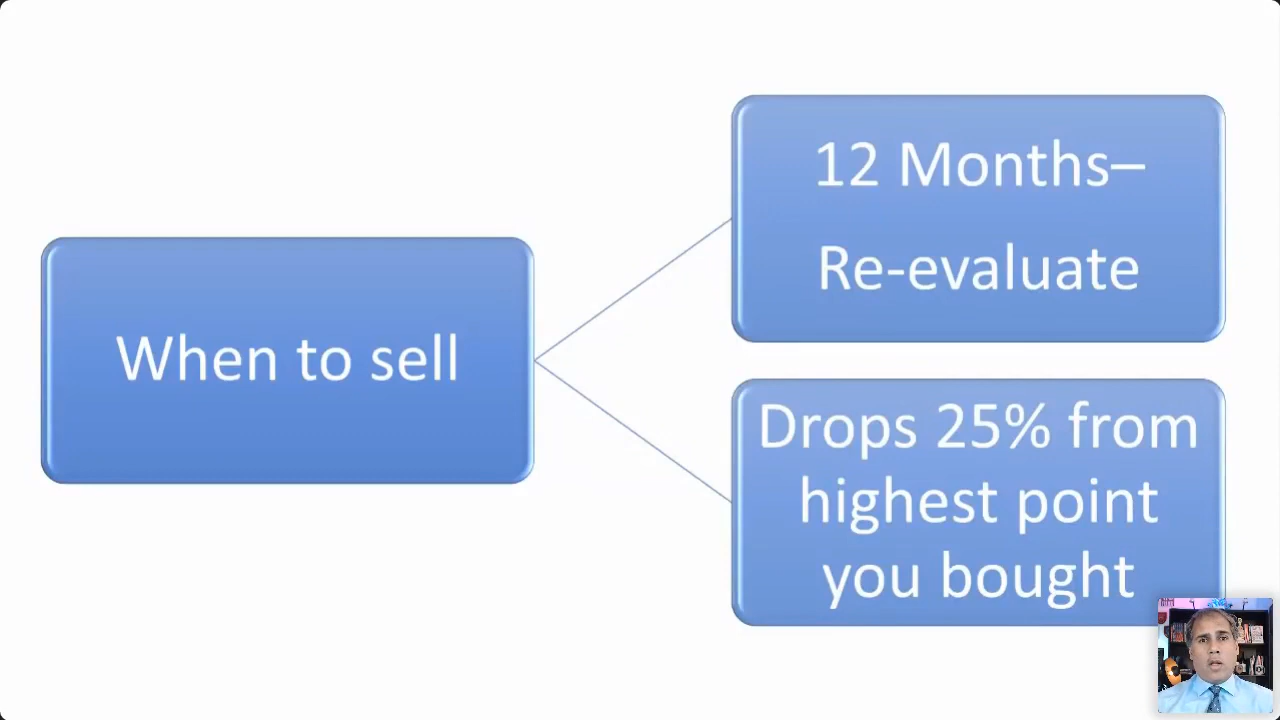 When to sell
12 Months–
Re-evaluate
Drops 25% from
highest point
you bought